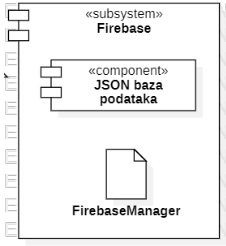 «subsystem»
Firebase
«component»
JSON baza
podataka
FirebaseManager